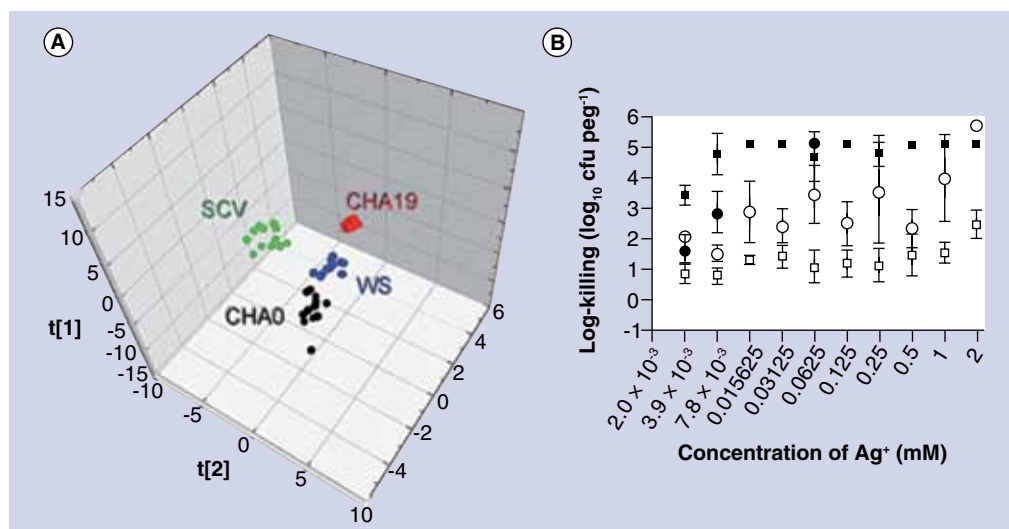 A
SCV
CHA19
WS
CHA0
15
10
5
0
-5
-10
-15
t[1]
-10
-5
0
5
10
t[2]
6
4
2
0
-2
-4
B
Log-killing (log₁₀ cfu peg⁻¹)
6
5
4
3
2
1
0
-1
2.0 × 10⁻³
3.9 × 10⁻³
7.8 × 10⁻³
0.015625
0.03125
0.0625
0.125
0.25
0.5
1
2
Concentration of Ag⁺ (mM)